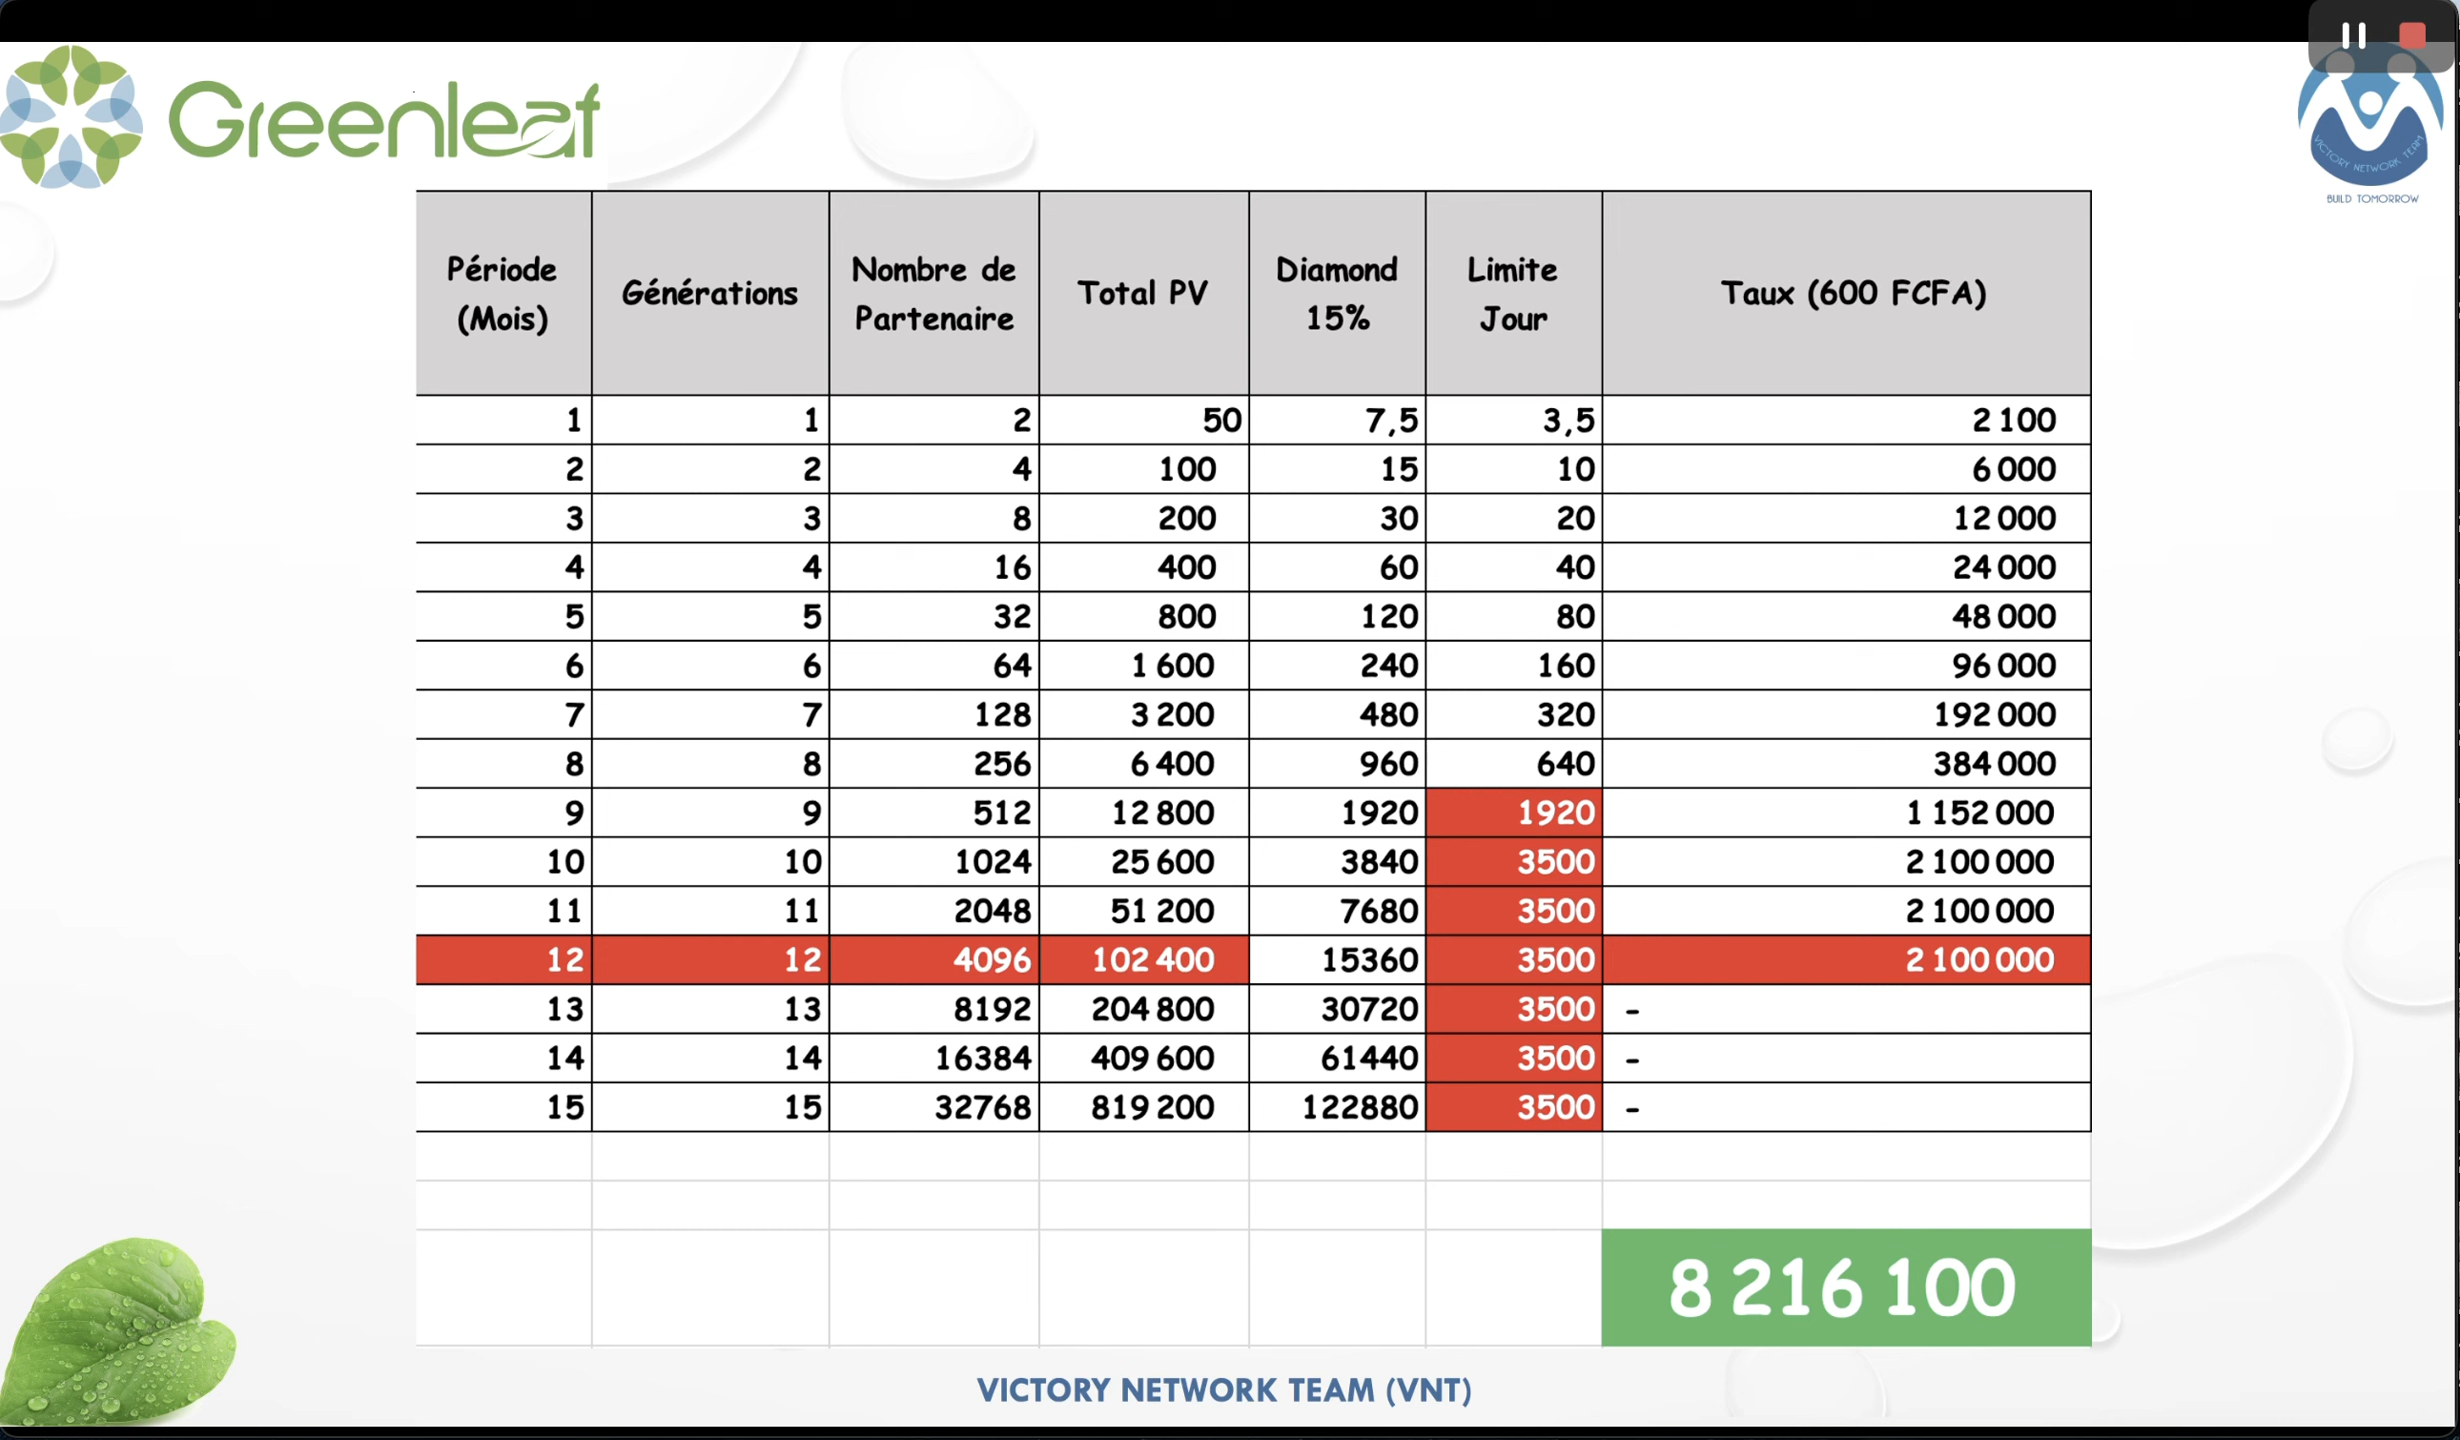 Greenleaf
VICTORY NETWORK TEAM
BUILD TOMORROW
Période (Mois) Générations Nombre de Partenaire Total PV Diamond 15% Limite Jour Taux (600 FCFA)
1 1 2 50 7,5 3,5 2 100
2 2 4 100 15 10 6 000
3 3 8 200 30 20 12 000
4 4 16 400 60 40 24 000
5 5 32 800 120 80 48 000
6 6 64 1 600 240 160 96 000
7 7 128 3 200 480 320 192 000
8 8 256 6 400 960 640 384 000
9 9 512 12 800 1920 1920 1 152 000
10 10 1024 25 600 3840 3500 2 100 000
11 11 2048 51 200 7680 3500 2 100 000
12 12 4096 102 400 15360 3500 2 100 000
13 13 8192 204 800 30720 3500 -
14 14 16384 409 600 61440 3500 -
15 15 32768 819 200 122880 3500 -
8 216 100
VICTORY NETWORK TEAM (VNT)